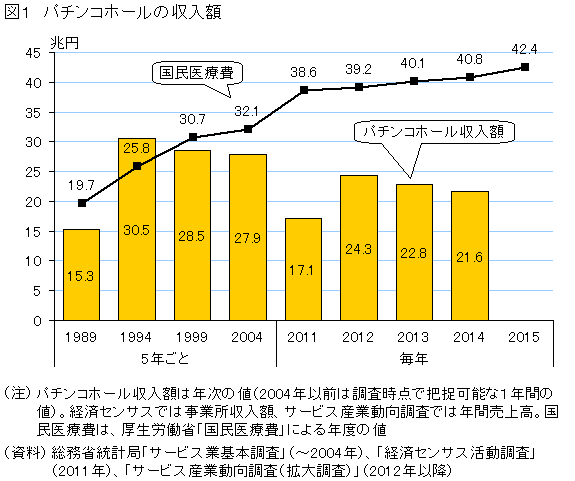 図1 パチンコホールの収入額
兆円
45
40
35
30
25
20
15
10
5
0
国民医療費
パチンコホール収入額
19.7
25.8
30.7
32.1
38.6
39.2
40.1
40.8
42.4
15.3
30.5
28.5
27.9
17.1
24.3
22.8
21.6
1989 1994 1999 2004 2011 2012 2013 2014 2015
5年ごと 毎年
(注) パチンコホール収入額は年次の値(2004年以前は調査時点で把捉可能な1年間の
値)。経済センサスでは事業所収入額、サービス産業動向調査では年間売上高。国
民医療費は、厚生労働省「国民医療費」による年度の値
(資料) 総務省統計局「サービス業基本調査」(～2004年)、「経済センサス活動調査」
(2011年)、「サービス産業動向調査(拡大調査)」(2012年以降)